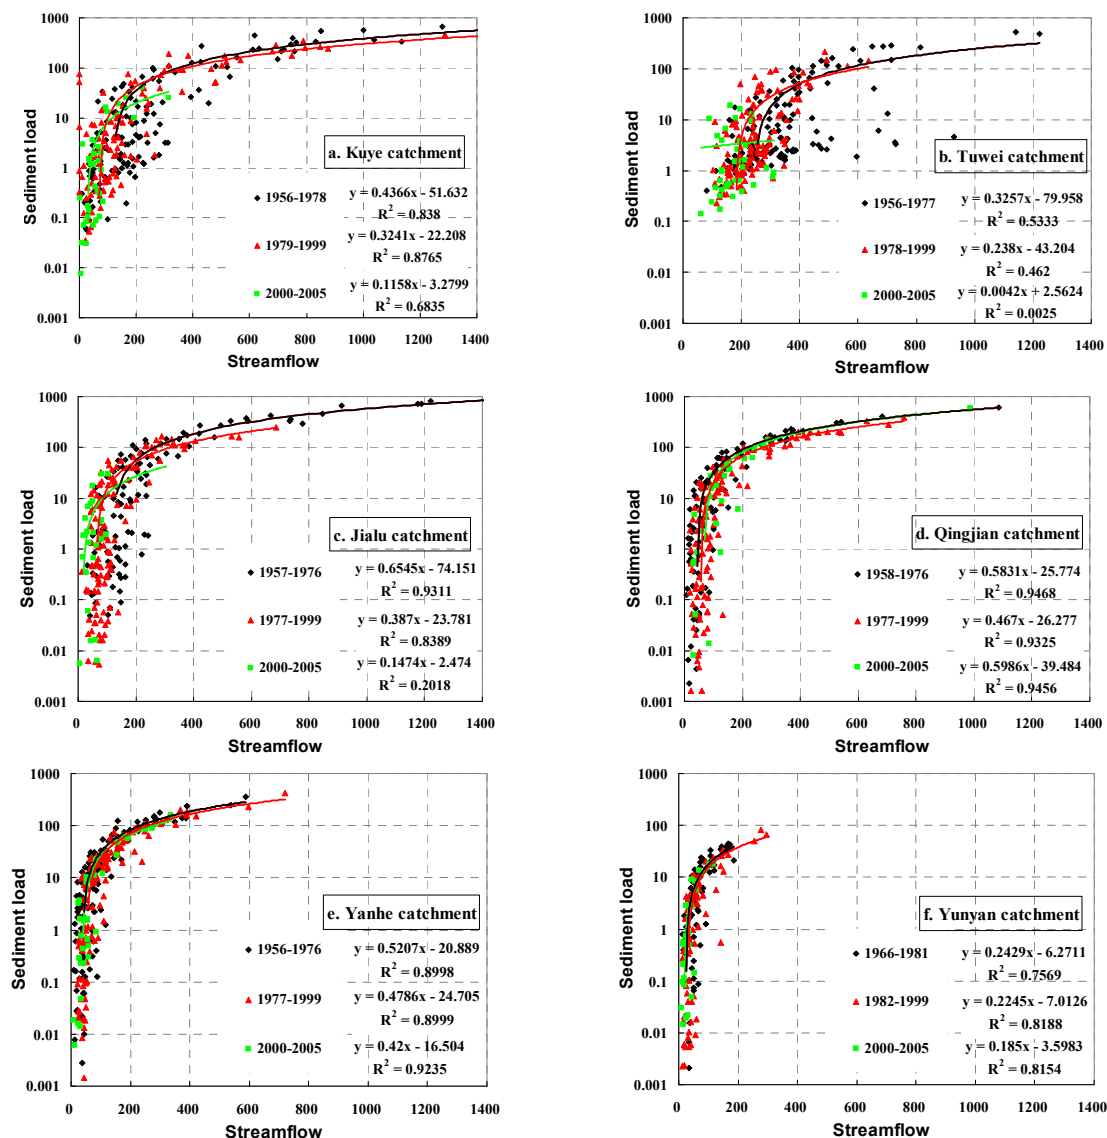 1000
100
10
1
0.1
0.01
0.001
Sediment load
a. Kuye catchment
1956-1978 y = 0.4366x - 51.632
R² = 0.838
1979-1999 y = 0.3241x - 22.208
R² = 0.8765
2000-2005 y = 0.1158x - 3.2799
R² = 0.6835
0 200 400 600 800 1000 1200 1400
Streamflow
1000
100
10
1
0.1
0.01
0.001
Sediment load
b. Tuwei catchment
1956-1977 y = 0.3257x - 79.958
R² = 0.5333
1978-1999 y = 0.238x - 43.204
R² = 0.462
2000-2005 y = 0.0042x + 2.5624
R² = 0.0025
0 200 400 600 800 1000 1200 1400
Streamflow
1000
100
10
1
0.1
0.01
0.001
Sediment load
c. Jialu catchment
1957-1976 y = 0.6545x - 74.151
R² = 0.9311
1977-1999 y = 0.387x - 23.781
R² = 0.8389
2000-2005 y = 0.1474x - 2.474
R² = 0.2018
0 200 400 600 800 1000 1200 1400
Streamflow
1000
100
10
1
0.1
0.01
0.001
Sediment load
d. Qingjian catchment
1958-1976 y = 0.5831x - 25.774
R² = 0.9468
1977-1999 y = 0.467x - 26.277
R² = 0.9325
2000-2005 y = 0.5986x - 39.484
R² = 0.9456
0 200 400 600 800 1000 1200 1400
Streamflow
1000
100
10
1
0.1
0.01
0.001
Sediment load
e. Yanhe catchment
1956-1976 y = 0.5207x - 20.889
R² = 0.8998
1977-1999 y = 0.4786x - 24.705
R² = 0.8999
2000-2005 y = 0.42x - 16.504
R² = 0.9235
0 200 400 600 800 1000 1200 1400
Streamflow
1000
100
10
1
0.1
0.01
0.001
Sediment load
f. Yunyan catchment
1966-1981 y = 0.2429x - 6.2711
R² = 0.7569
1982-1999 y = 0.2245x - 7.0126
R² = 0.8188
2000-2005 y = 0.185x - 3.5983
R² = 0.8154
0 200 400 600 800 1000 1200 1400
Streamflow